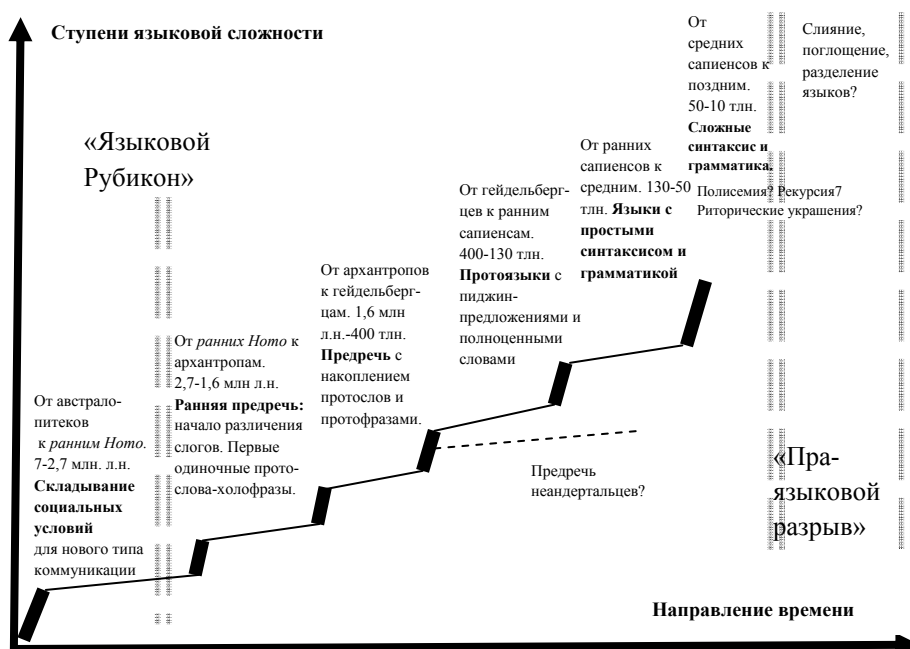 Ступени языковой сложности
«Языковой
Рубикон»
От австрало-
питеков
к ранним Homo.
7-2,7 млн. л.н.
Складывание
социальных
условий
для нового типа
коммуникации
От ранних Homo к
архантропам.
2,7-1,6 млн л.н.
Ранняя предречь:
начало различения
слогов. Первые
одиночные прото-
слова-холофразы.
От архантропов
к гейдельберг-
цам. 1,6 млн
л.н.-400 тлн.
Предречь с
накоплением
протослов и
протофразами.
От гейдельберг-
цев к ранним
сапиенсам.
400-130 тлн.
Протоязыки с
пиджин-
предложениями и
полноценными
словами
От ранних
сапиенсов к
средним. 130-50
тлн. Языки с
простыми
синтаксисом и
грамматикой
От
средних
сапиенсов к
поздним.
50-10 тлн.
Сложные
синтаксис и
грамматика.
Полисемия? Рекурсия7
Риторические украшения?
Слияние,
поглощение,
разделение
языков?
Предречь
неандертальцев?
«Пра-
языковой
разрыв»
Направление времени